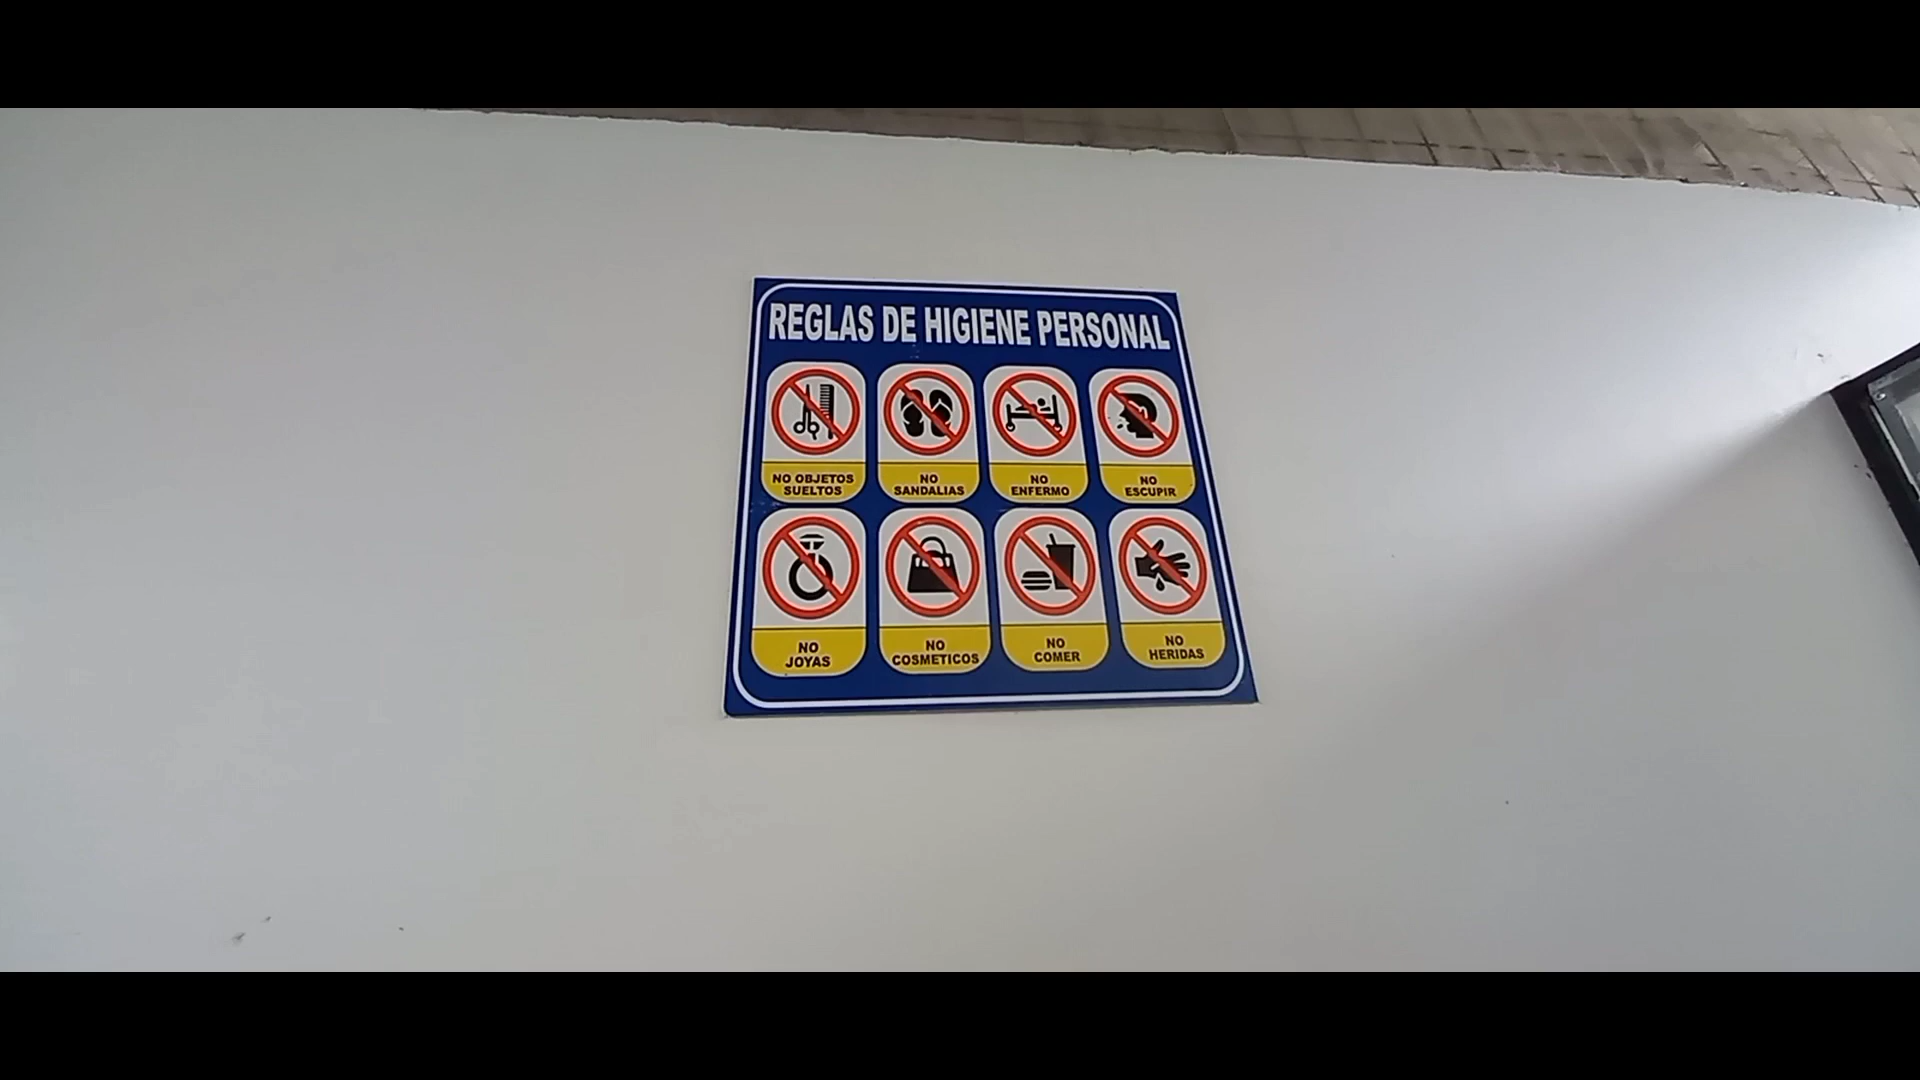 REGLAS DE HIGIENE PERSONAL
NO OBJETOS
SUELTOS
NO
SANDALIAS
NO
ENFERMO
NO
ESCUPIR
NO
JOYAS
NO
COSMETICOS
NO
COMER
NO
HERIDAS